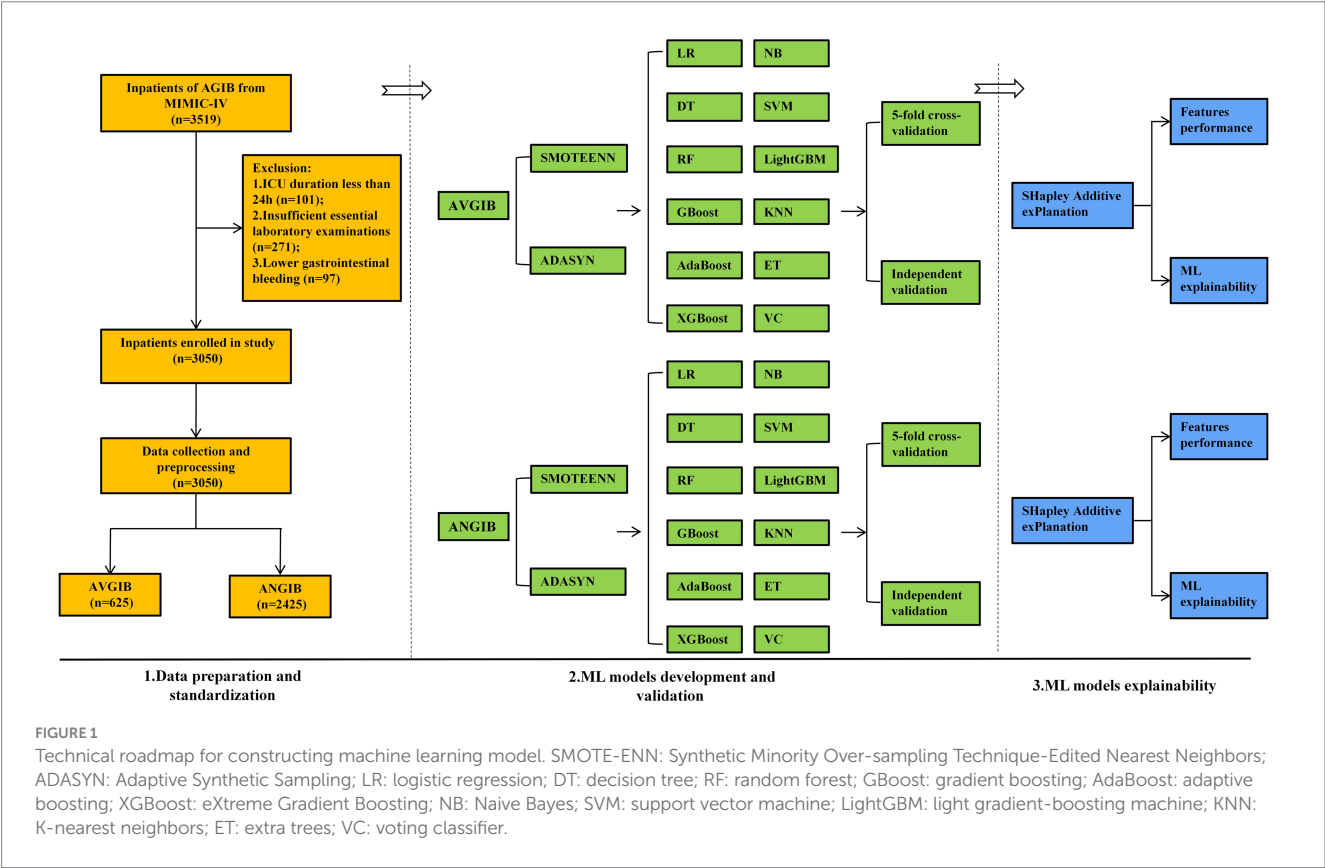 Inpatients of AGIB from
MIMIC-IV
(n=3519)
Exclusion:
1.ICU duration less than
24h (n=101);
2.Insufficient essential
laboratory examinations
(n=271);
3.Lower gastrointestinal
bleeding (n=97)
Inpatients enrolled in study
(n=3050)
Data collection and
preprocessing
(n=3050)
AVGIB
(n=625)
ANGIB
(n=2425)
1.Data preparation and
standardization
AVGIB
SMOTEENN
ADASYN
LR
NB
DT
SVM
RF
LightGBM
GBoost
KNN
AdaBoost
ET
XGBoost
VC
5-fold cross-
validation
Independent
validation
ANGIB
SMOTEENN
ADASYN
LR
NB
DT
SVM
RF
LightGBM
GBoost
KNN
AdaBoost
ET
XGBoost
VC
5-fold cross-
validation
Independent
validation
2.ML models development and
validation
SHapley Additive
exPlanation
Features
performance
ML
explainability
SHapley Additive
exPlanation
Features
performance
ML
explainability
3.ML models explainability
FIGURE 1
Technical roadmap for constructing machine learning model. SMOTE-ENN: Synthetic Minority Over-sampling Technique-Edited Nearest Neighbors;
ADASYN: Adaptive Synthetic Sampling; LR: logistic regression; DT: decision tree; RF: random forest; GBoost: gradient boosting; AdaBoost: adaptive
boosting; XGBoost: eXtreme Gradient Boosting; NB: Naive Bayes; SVM: support vector machine; LightGBM: light gradient-boosting machine; KNN:
K-nearest neighbors; ET: extra trees; VC: voting classifier.